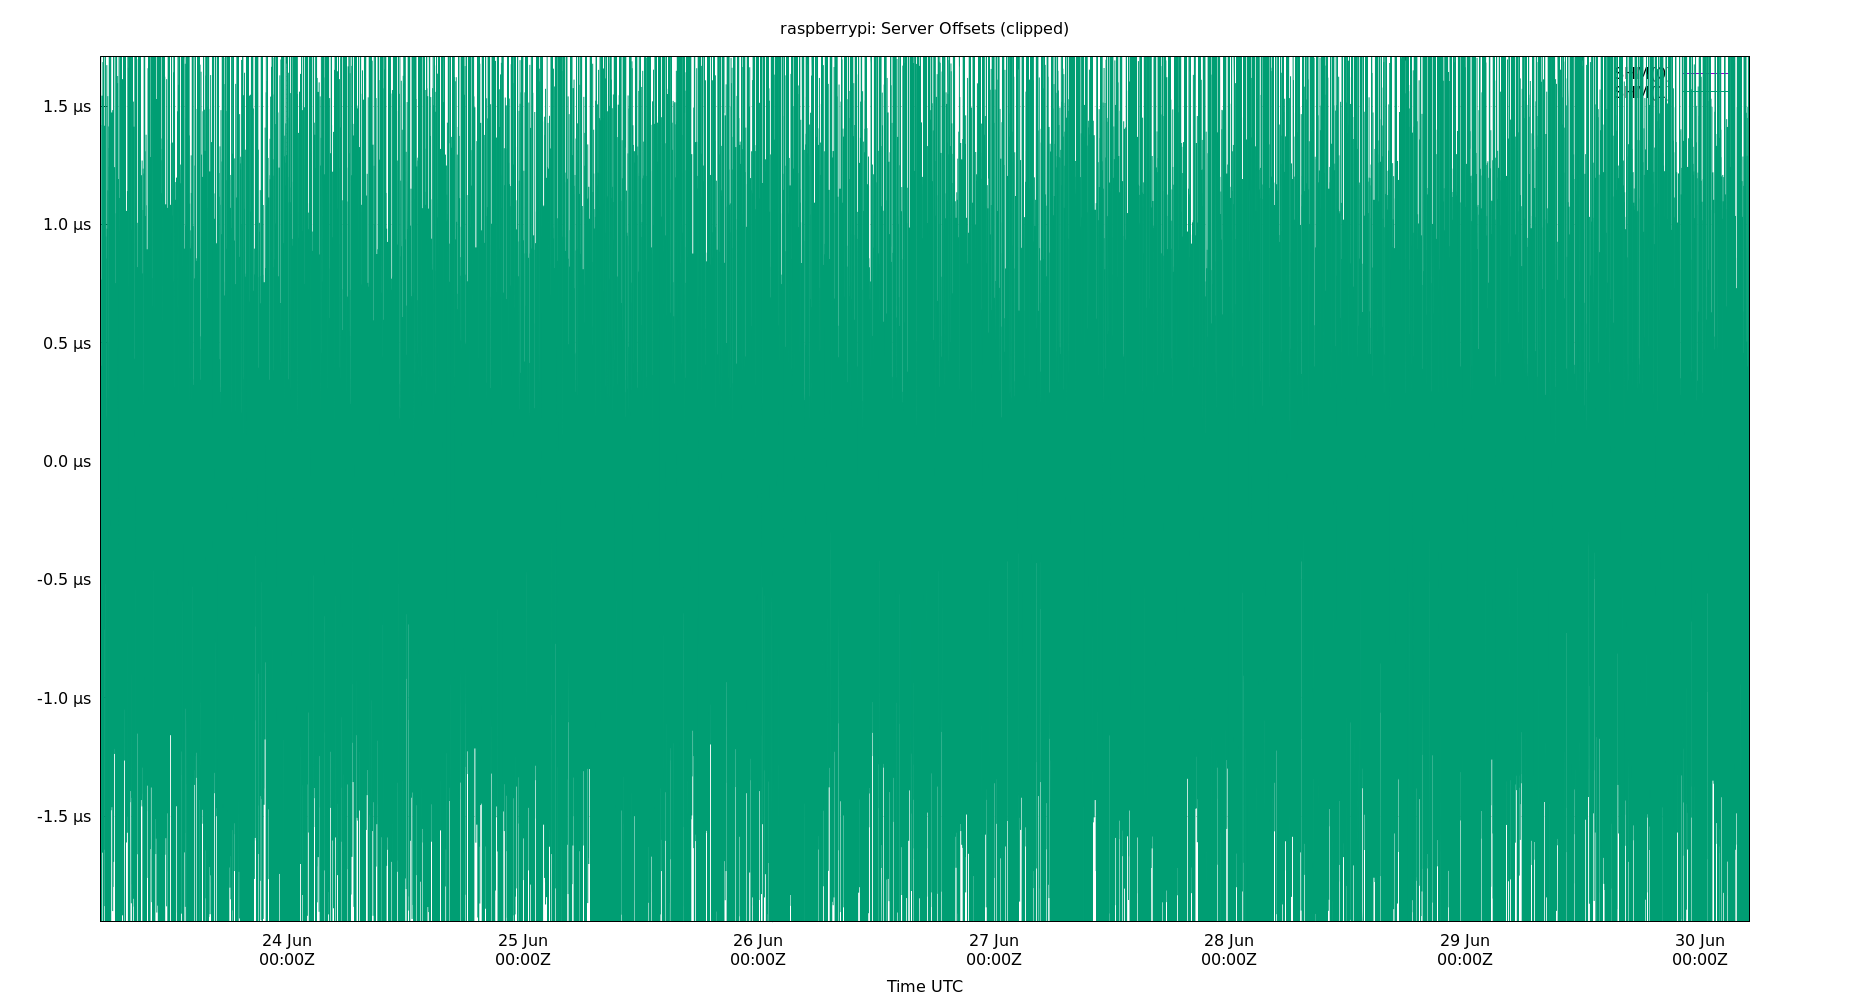 raspberrypi: Server Offsets (clipped)
1.5 µs
1.0 µs
0.5 µs
0.0 µs
-0.5 µs
-1.0 µs
-1.5 µs
24 Jun
00:00Z
25 Jun
00:00Z
26 Jun
00:00Z
27 Jun
00:00Z
28 Jun
00:00Z
29 Jun
00:00Z
30 Jun
00:00Z
Time UTC